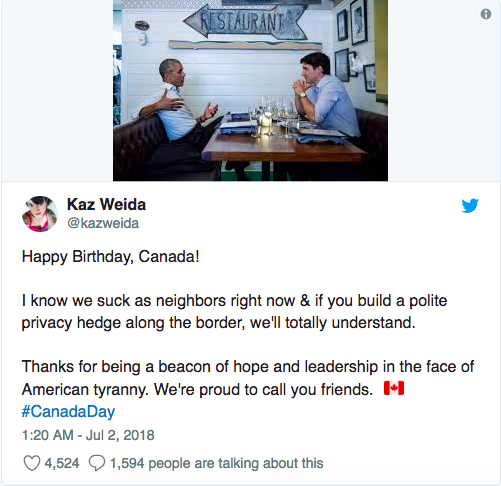 RESTAURANT
Kaz Weida
@kazweida
Happy Birthday, Canada!
I know we suck as neighbors right now & if you build a polite
privacy hedge along the border, we'll totally understand.
Thanks for being a beacon of hope and leadership in the face of
American tyranny. We're proud to call you friends. 🇨🇦
#CanadaDay
1:20 AM - Jul 2, 2018
4,524 1,594 people are talking about this